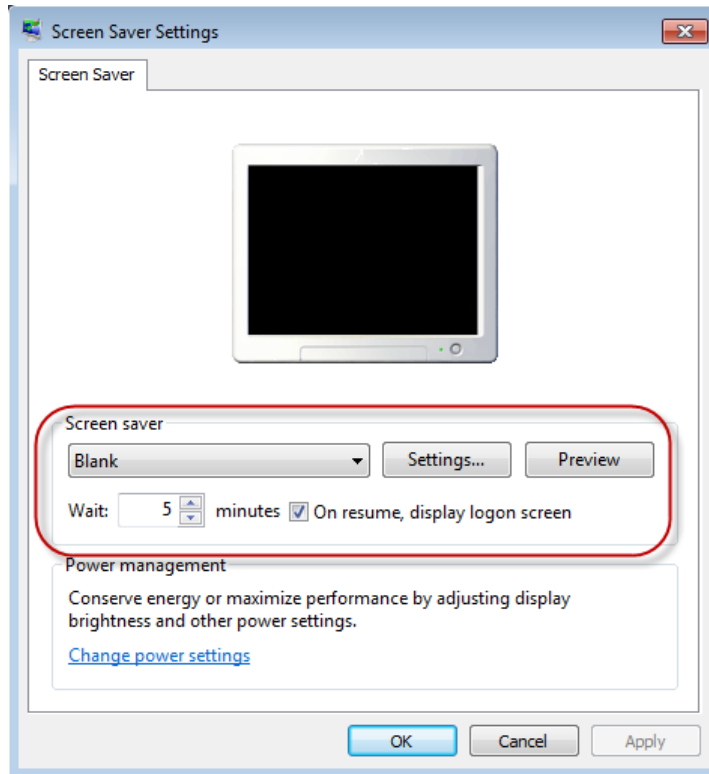 Screen Saver Settings
Screen Saver
Screen saver
Blank
Settings...
Preview
Wait: 5 minutes On resume, display logon screen
Power management
Conserve energy or maximize performance by adjusting display
brightness and other power settings.
Change power settings
OK
Cancel
Apply